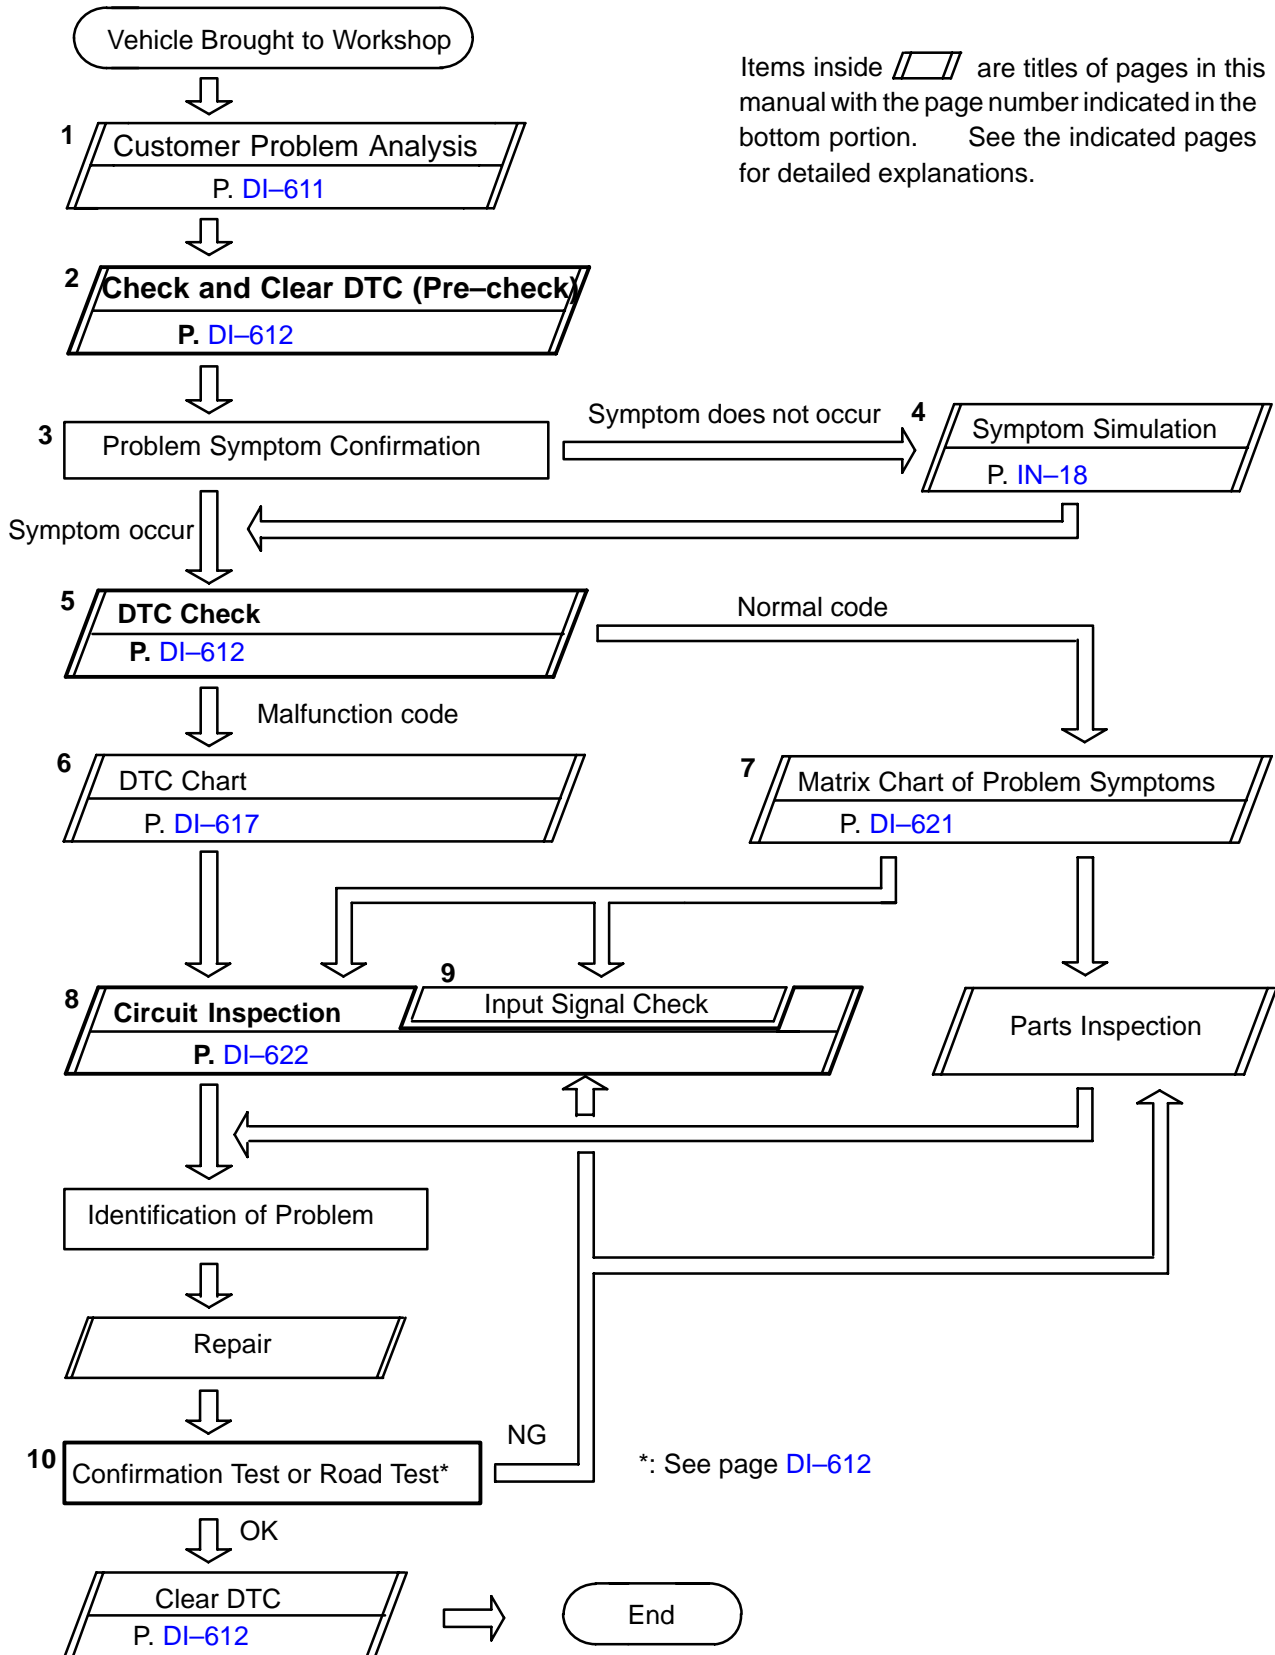 Vehicle Brought to Workshop
Items inside are titles of pages in this
manual with the page number indicated in the
bottom portion. See the indicated pages
for detailed explanations.
1
Customer Problem Analysis
P. DI–611
2
Check and Clear DTC (Pre–check)
P. DI–612
3
Problem Symptom Confirmation
Symptom does not occur
4
Symptom Simulation
P. IN–18
Symptom occur
5
DTC Check
P. DI–612
Normal code
Malfunction code
6
DTC Chart
P. DI–617
7
Matrix Chart of Problem Symptoms
P. DI–621
8
Circuit Inspection
P. DI–622
9
Input Signal Check
Parts Inspection
Identification of Problem
Repair
10
Confirmation Test or Road Test*
NG
*: See page DI–612
OK
Clear DTC
P. DI–612
End